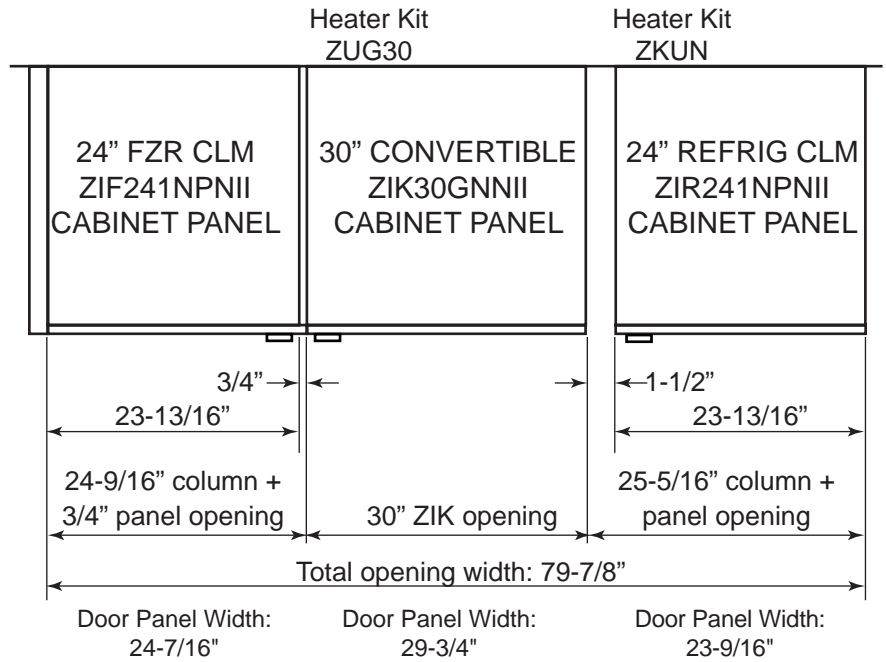 Heater Kit
ZUG30
Heater Kit
ZKUN
24” FZR CLM
ZIF241NPNII
CABINET PANEL
30” CONVERTIBLE
ZIK30GNNII
CABINET PANEL
24” REFRIG CLM
ZIR241NPNII
CABINET PANEL
3/4”
1-1/2”
23-13/16”
23-13/16”
24-9/16” column +
3/4” panel opening
30” ZIK opening
25-5/16” column +
panel opening
Total opening width: 79-7/8”
Door Panel Width:
24-7/16"
Door Panel Width:
29-3/4"
Door Panel Width:
23-9/16"